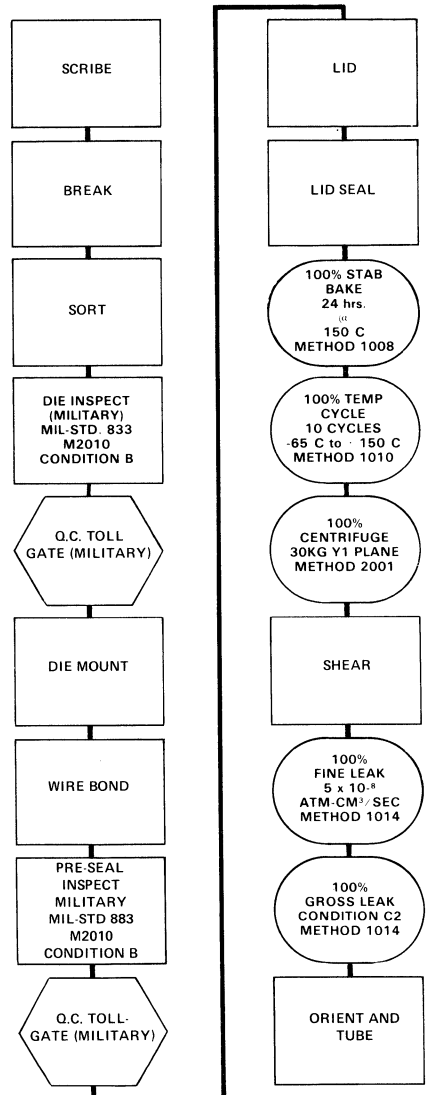 SCRIBE
BREAK
SORT
DIE INSPECT
(MILITARY)
MIL-STD. 833
M2010
CONDITION B
Q.C. TOLL
GATE (MILITARY)
DIE MOUNT
WIRE BOND
PRE-SEAL
INSPECT
MILITARY
MIL-STD 883
M2010
CONDITION B
Q.C. TOLL-
GATE (MILITARY)
LID
LID SEAL
100% STAB
BAKE
24 hrs.
150 C
METHOD 1008
100% TEMP
CYCLE
10 CYCLES
-65 C to 150 C
METHOD 1010
100%
CENTRIFUGE
30KG Y1 PLANE
METHOD 2001
SHEAR
100%
FINE LEAK
5 x 10-⁸
ATM-CM³/SEC
METHOD 1014
100%
GROSS LEAK
CONDITION C2
METHOD 1014
ORIENT AND
TUBE